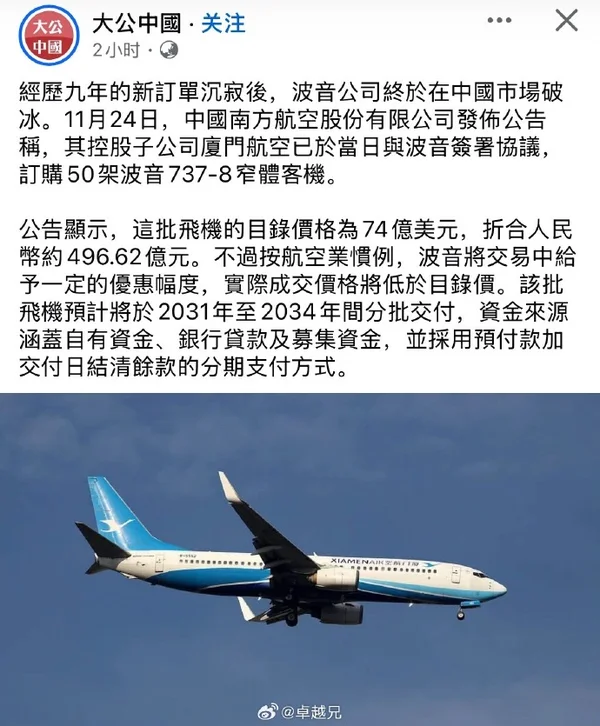 大公
中國
大公中國 · 关注
2小时 ·
經歷九年的新訂單沉寂後，波音公司終於在中國市場破
冰。11月24日，中國南方航空股份有限公司發佈公告
稱，其控股子公司廈門航空已於當日與波音簽署協議，
訂購50架波音737-8窄體客機。
公告顯示，這批飛機的目錄價格為74億美元，折合人民
幣約496.62億元。不過按航空業慣例，波音將交易中給
予一定的優惠幅度，實際成交價格將低於目錄價。該批
飛機預計將於2031年至2034年間分批交付，資金來源
涵蓋自有資金、銀行貸款及募集資金，並採用預付款加
交付日結清餘款的分期支付方式。
XIAMENAIR
@卓越兄